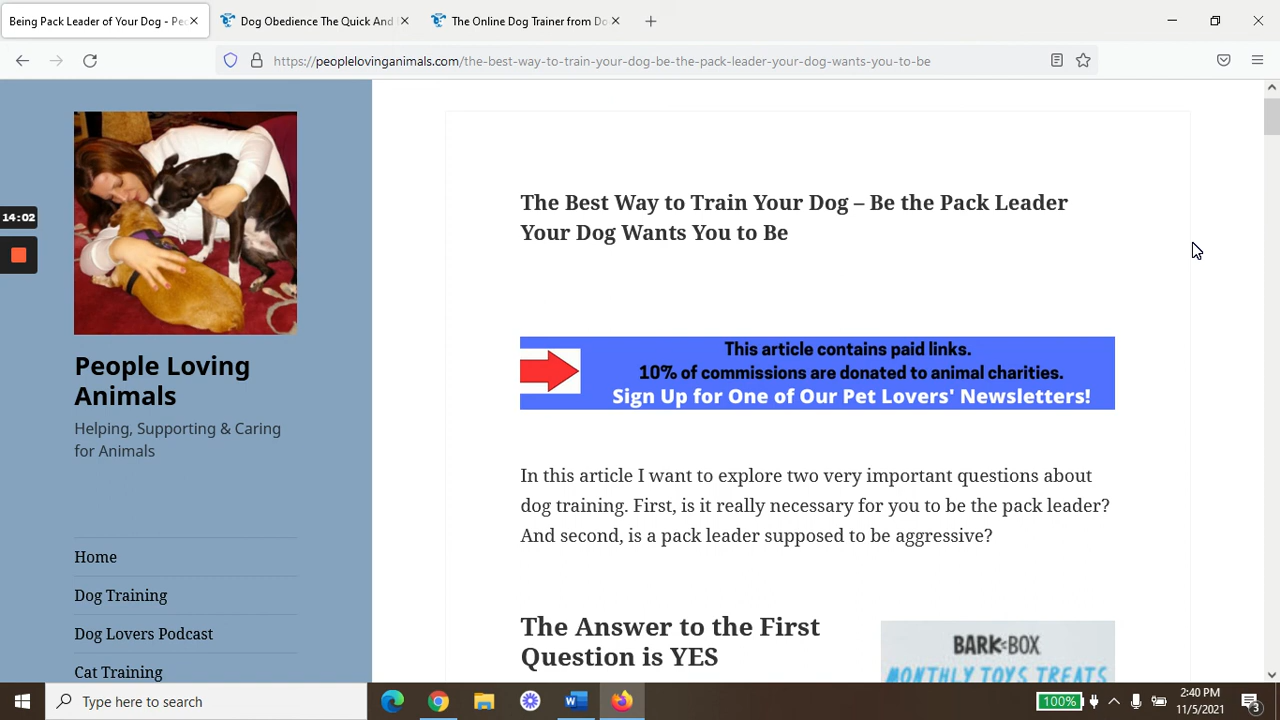 Being Pack Leader of Your Dog - Pe
Dog Obedience The Quick And
The Online Dog Trainer from Do
https://peoplelovinganimals.com/the-best-way-to-train-your-dog-be-the-pack-leader-your-dog-wants-you-to-be
14:02
People Loving
Animals
Helping, Supporting & Caring
for Animals
Home
Dog Training
Dog Lovers Podcast
Cat Training
The Best Way to Train Your Dog – Be the Pack Leader
Your Dog Wants You to Be
This article contains paid links.
10% of commissions are donated to animal charities.
Sign Up for One of Our Pet Lovers' Newsletters!
In this article I want to explore two very important questions about
dog training. First, is it really necessary for you to be the pack leader?
And second, is a pack leader supposed to be aggressive?
The Answer to the First
Question is YES
BARK BOX
MONTHLY TOYS TREATS
Type here to search
100%
2:40 PM
11/5/2021
3